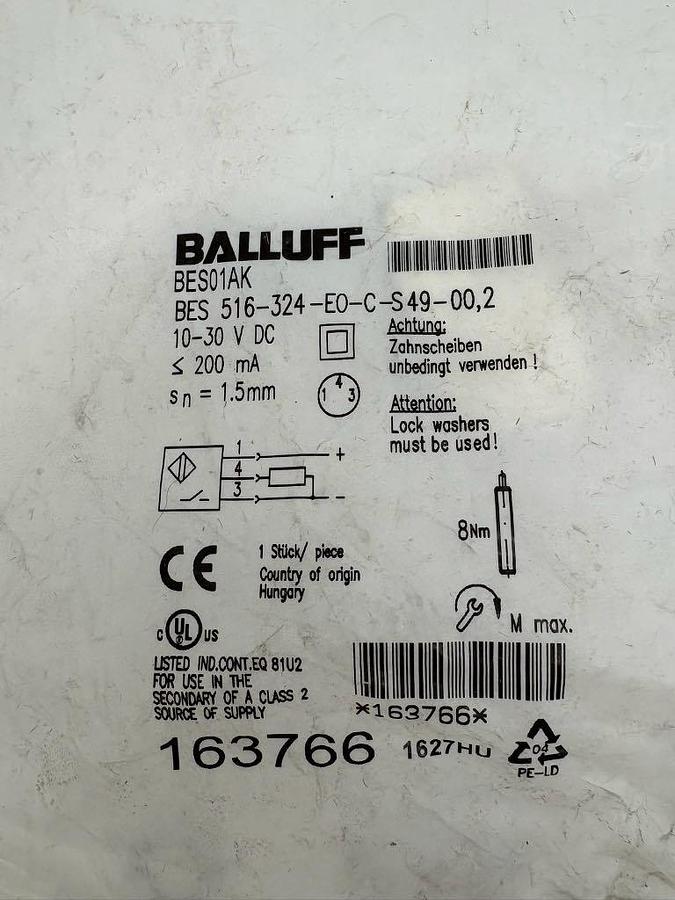 BALLUFF
BES01AK
BES 516-324-EO-C-S49-00,2
10-30 V DC
≤ 200 mA
sn = 1.5mm
1 4 3
Achtung:
Zahnscheiben
unbedingt verwenden!
Attention:
Lock washers
must be used!
1 +
4
3 -
8Nm
M max.
CE
1 Stück/ piece
Country of origin
Hungary
c UL US
LISTED IND.CONT.EQ 81U2
FOR USE IN THE
SECONDARY OF A CLASS 2
SOURCE OF SUPPLY
*163766*
163766
1627HU
04
PE-LD